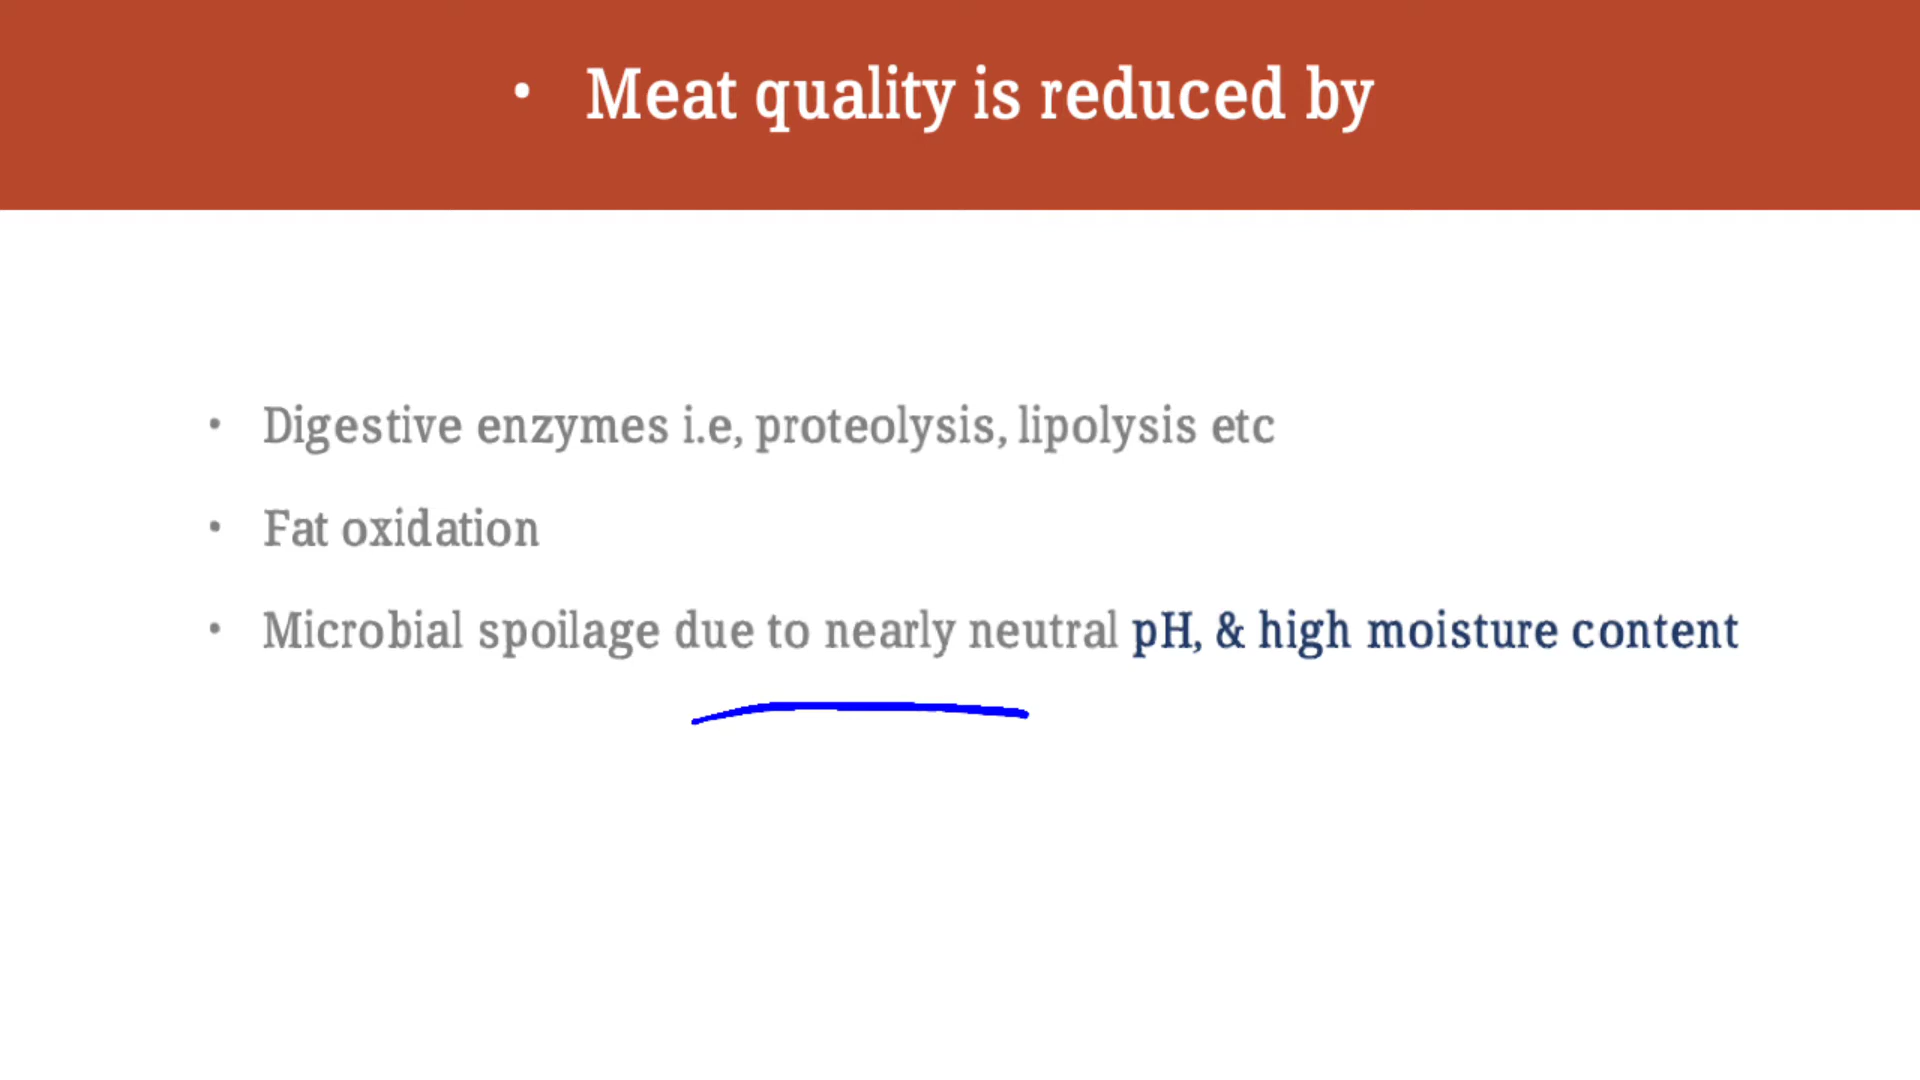 • Meat quality is reduced by
• Digestive enzymes i.e, proteolysis, lipolysis etc
• Fat oxidation
• Microbial spoilage due to nearly neutral pH, & high moisture content